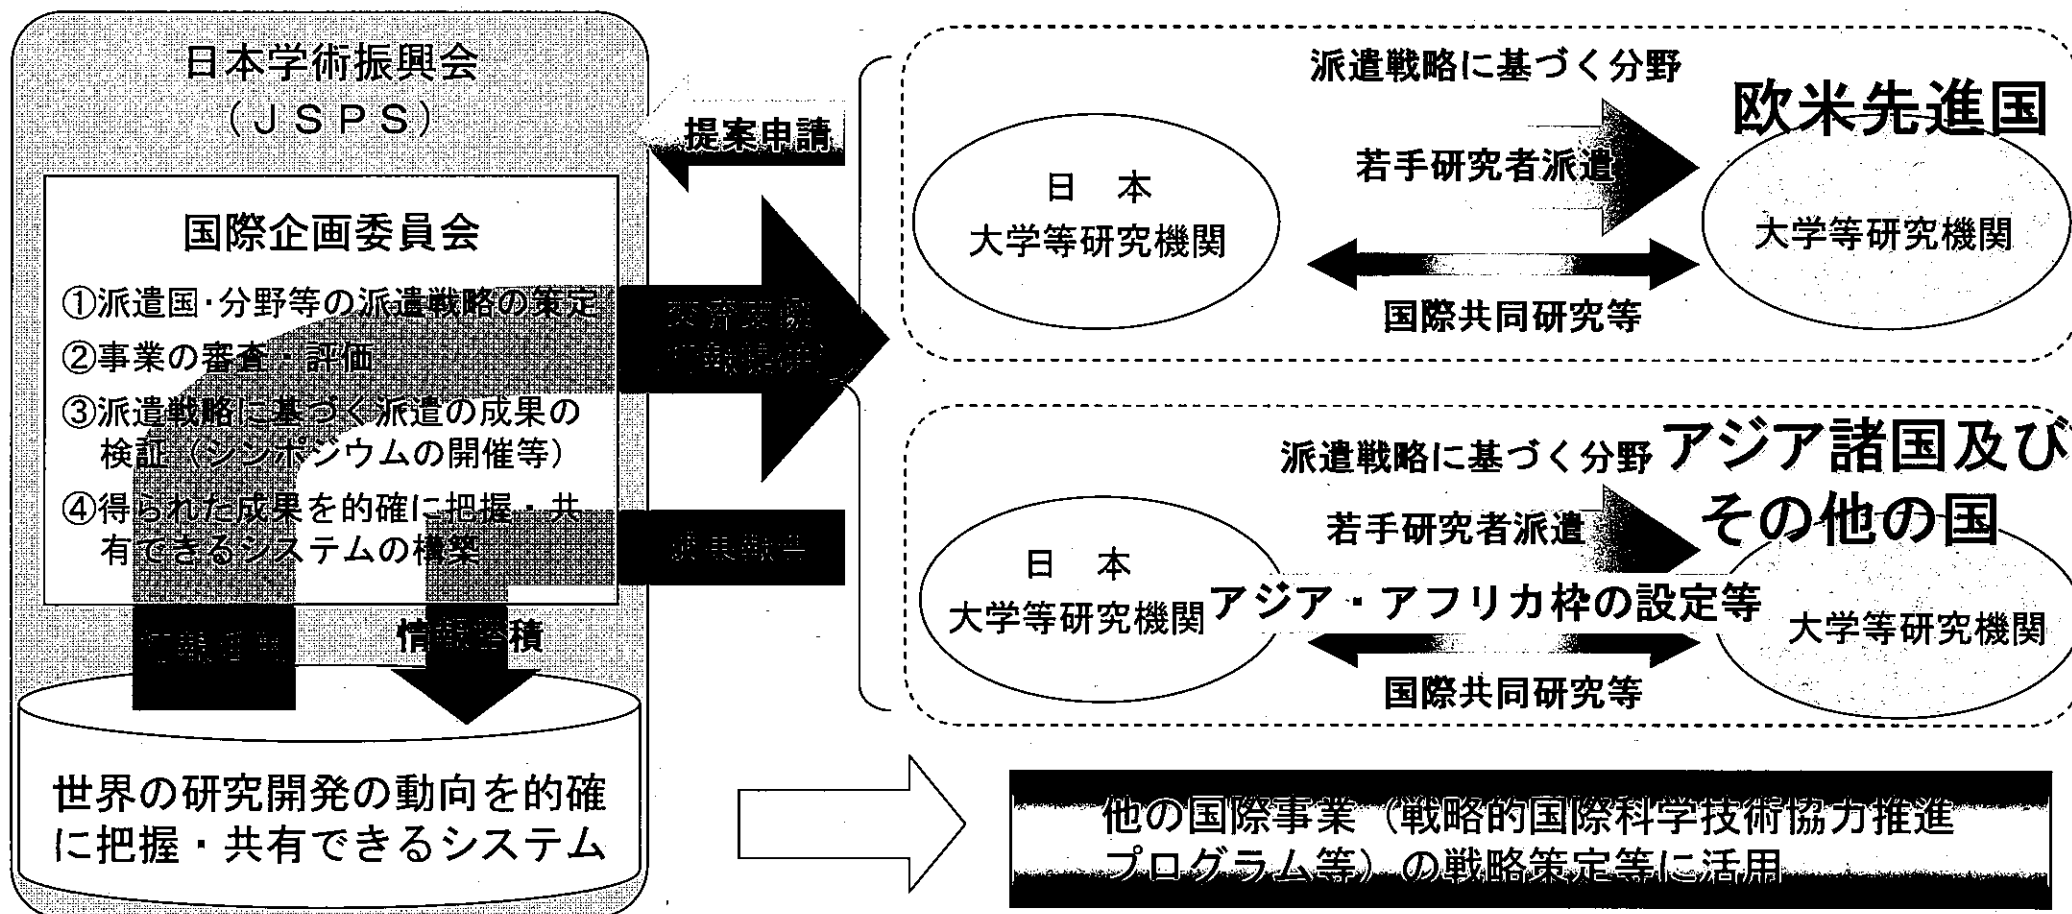 日本学術振興会
（ＪＳＰＳ）
国際企画委員会
①派遣国・分野等の派遣戦略の策定
②事業の審査・評価
③派遣戦略に基づく派遣の成果の
検証（シンポジウムの開催等）
④得られた成果を的確に把握・共
有できるシステムの構築
情報蓄積
世界の研究開発の動向を的確
に把握・共有できるシステム
提案申請
成果報告
派遣戦略に基づく分野
欧米先進国
若手研究者派遣
日　本
大学等研究機関
大学等研究機関
国際共同研究等
派遣戦略に基づく分野
アジア諸国及び
その他の国
若手研究者派遣
日　本
大学等研究機関
アジア・アフリカ枠の設定等
大学等研究機関
国際共同研究等
他の国際事業（戦略的国際科学技術協力推進
プログラム等）の戦略策定等に活用